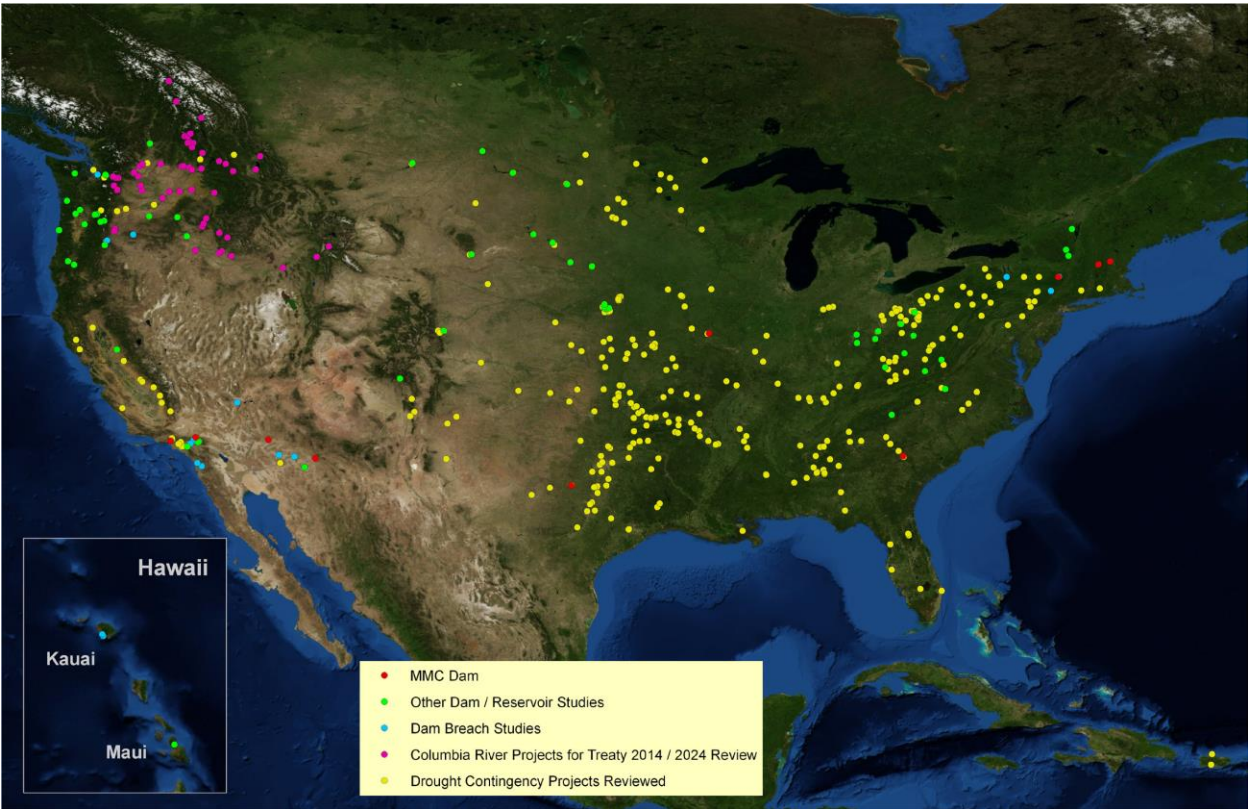 Hawaii
Kauai
Maui
MMC Dam
Other Dam / Reservoir Studies
Dam Breach Studies
Columbia River Projects for Treaty 2014 / 2024 Review
Drought Contingency Projects Reviewed